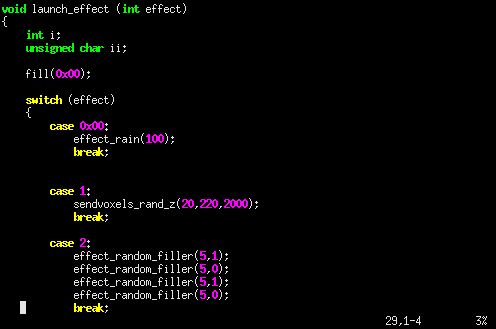 void launch_effect (int effect)
{
    int i;
    unsigned char ii;

    fill(0x00);

    switch (effect)
    {
        case 0x00:
            effect_rain(100);
            break;


        case 1:
            sendvoxels_rand_z(20,220,2000);
            break;

        case 2:
            effect_random_filler(5,1);
            effect_random_filler(5,0);
            effect_random_filler(5,1);
            effect_random_filler(5,0);
            break;
29,1-4 3%